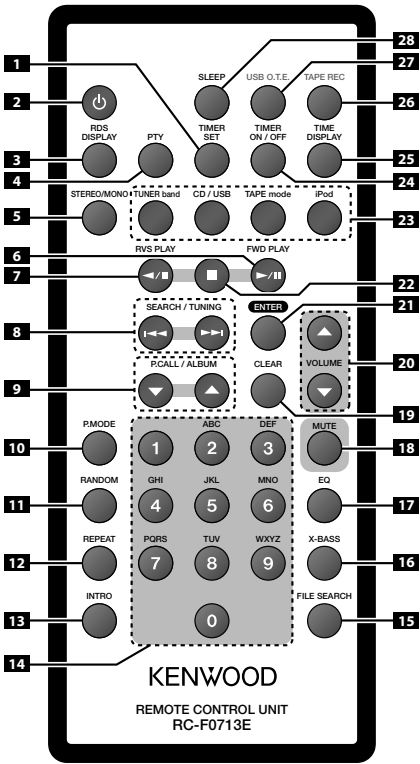 28
SLEEP USB O.T.E. TAPE REC
27
1
2
26
RDS DISPLAY
PTY
TIMER SET
TIMER ON / OFF
TIME DISPLAY
3
25
4
24
STEREO/MONO TUNER band CD / USB TAPE mode iPod
5
23
6
RVS PLAY FWD PLAY
7
22
SEARCH / TUNING
ENTER
21
8
20
P.CALL / ALBUM
CLEAR
VOLUME
9
19
P.MODE
ABC DEF
MUTE
10
1 2 3
18
RANDOM GHI JKL MNO EQ
11
4 5 6
17
REPEAT PQRS TUV WXYZ X-BASS
12
7 8 9
16
INTRO FILE SEARCH
13
0
15
14
KENWOOD
REMOTE CONTROL UNIT
RC-F0713E